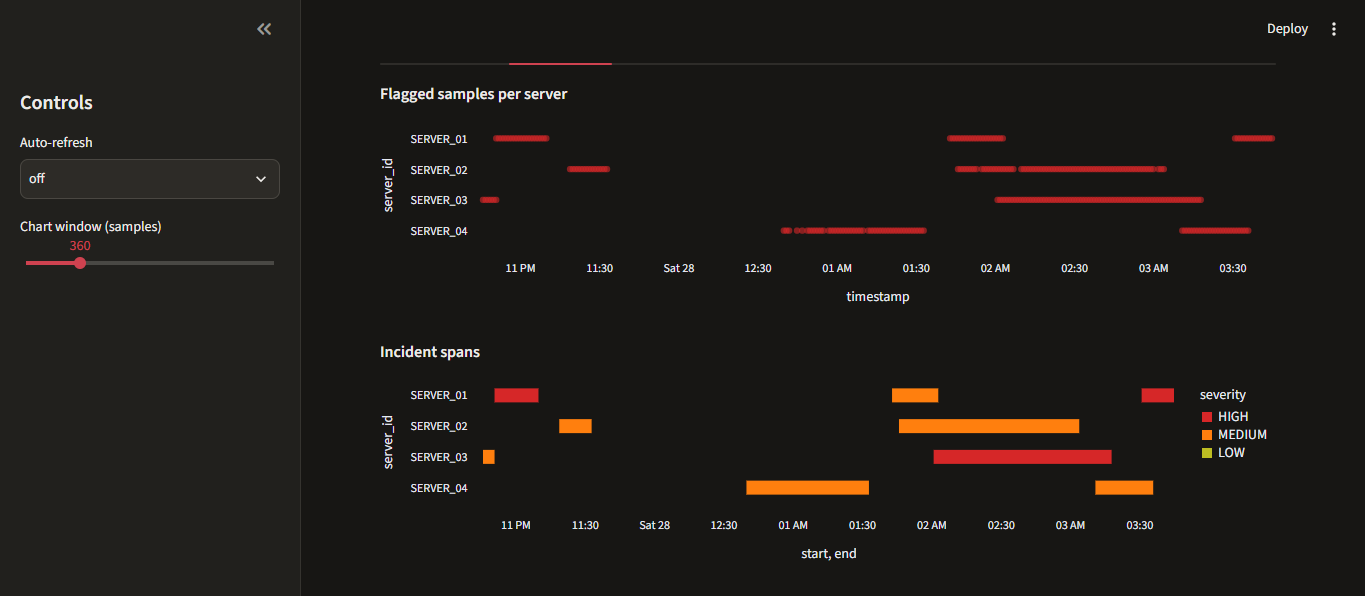 Deploy
Controls
Auto-refresh
off
Chart window (samples)
360
Flagged samples per server
server_id
SERVER_01
SERVER_02
SERVER_03
SERVER_04
11 PM 11:30 Sat 28 12:30 01 AM 01:30 02 AM 02:30 03 AM 03:30
timestamp
Incident spans
server_id
SERVER_01
SERVER_02
SERVER_03
SERVER_04
11 PM 11:30 Sat 28 12:30 01 AM 01:30 02 AM 02:30 03 AM 03:30
start, end
severity
HIGH
MEDIUM
LOW